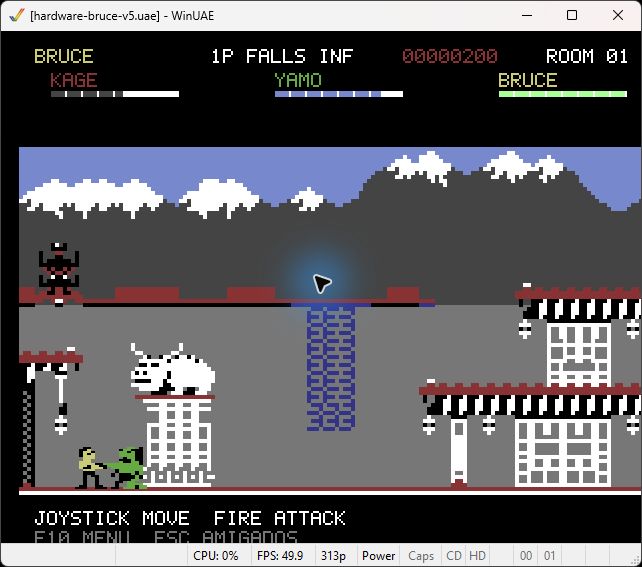 [hardware-bruce-v5.uae] - WinUAE
BRUCE 1P FALLS INF 00000200 ROOM 01
KAGE YAMO BRUCE
JOYSTICK MOVE FIRE ATTACK
F10 MENU ESC AMIGADOS
CPU: 0% FPS: 49.9 313p Power Caps CD HD 00 01